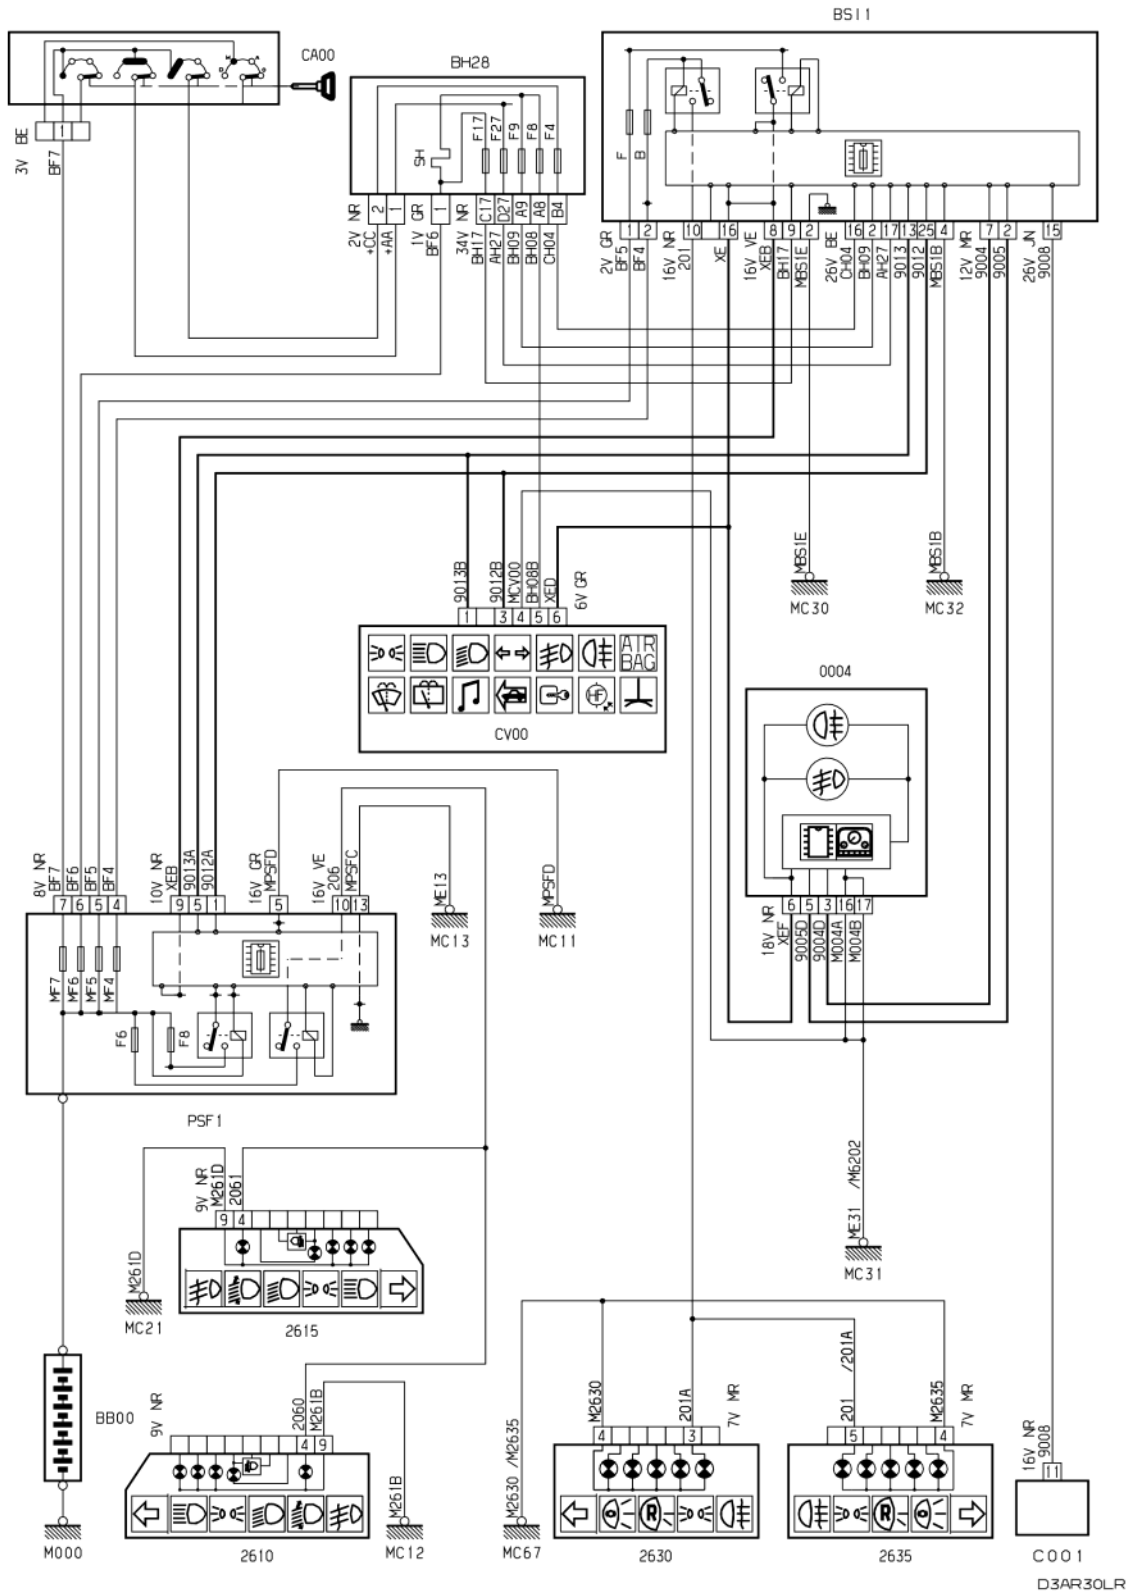 BSI1
CA00
BH28
3V BE
1
BF7
SH
F17
F27
F9
F8
F4
F
B
2V NR
2
1
+CC
+AA
1V GR
1
BF6
34V NR
C17
D27
A9
A8
B4
BH17
AH27
BH09
BH08
CH04
2V GR
1
2
BF5
BF4
16V NR
10
16
201
XE
16V VE
8
9
2
XEB
BH17
MBS1E
26V BE
16
2
17
13
25
4
CH04
BH09
AH27
9013
9012
MBS1B
12V MR
7
2
9004
9005
26V JN
15
9008
MBS1E
MC30
MBS1B
MC32
9013B
9012B
MCV00
BH08B
XED
6V GR
1
3
4
5
6
AIR
BAG
HF
CV00
0004
18V NR
6
5
3
16
17
XEF
9005D
9004D
M004A
M004B
8V NR
BF7
BF6
BF5
BF4
7
6
5
4
10V NR
XEB
9013A
9012A
9
5
1
16V GR
MPSFD
5
16V VE
206
MPSFC
10
13
ME13
MC13
MPSFD
MC11
MF7
MF6
MF5
MF4
F6
F8
PSF1
9V NR
M261D
2061
9
4
M261D
MC21
2615
ME31 /M6202
MC31
BB00
M000
9V NR
2060
M261B
4
9
M261B
MC12
2610
M2630 /M2635
MC67
M2630
201A
7V MR
4
3
R
2630
/201A
201
M2635
7V MR
5
4
R
2635
16V NR
9008
11
C001
D3AR30LR